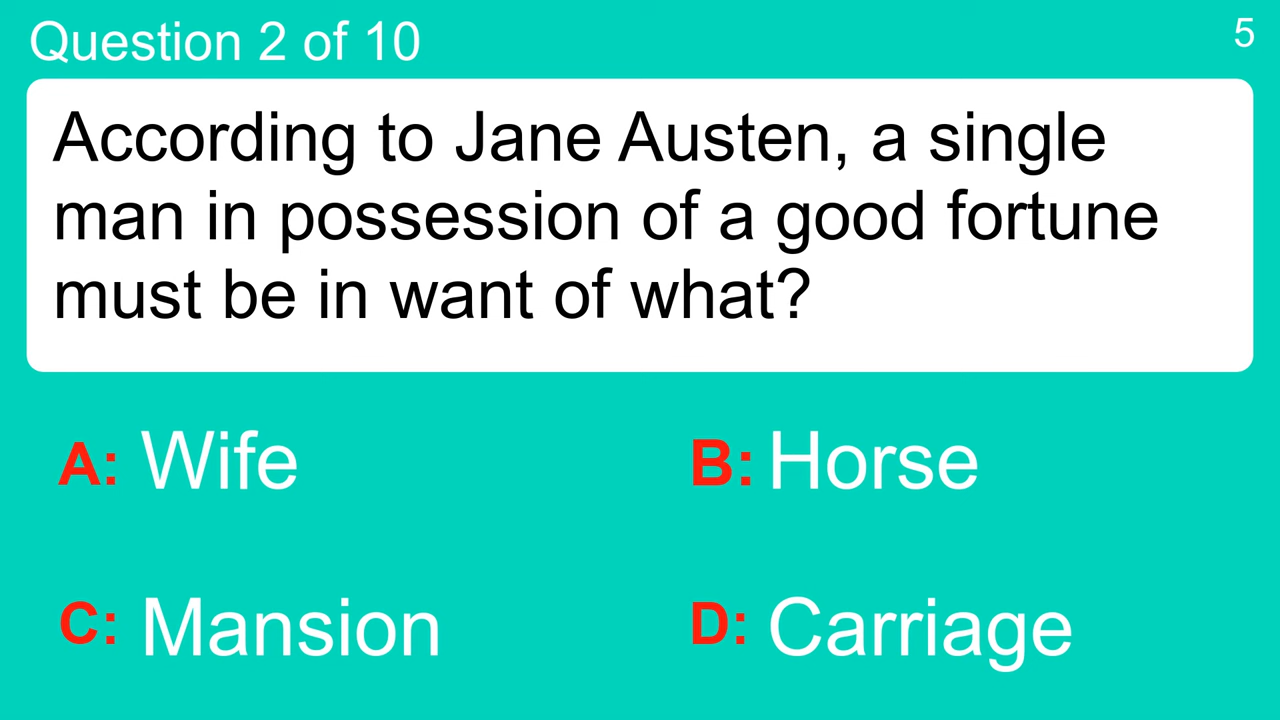 Question 2 of 10
5
According to Jane Austen, a single
man in possession of a good fortune
must be in want of what?
A: Wife
B: Horse
C: Mansion
D: Carriage